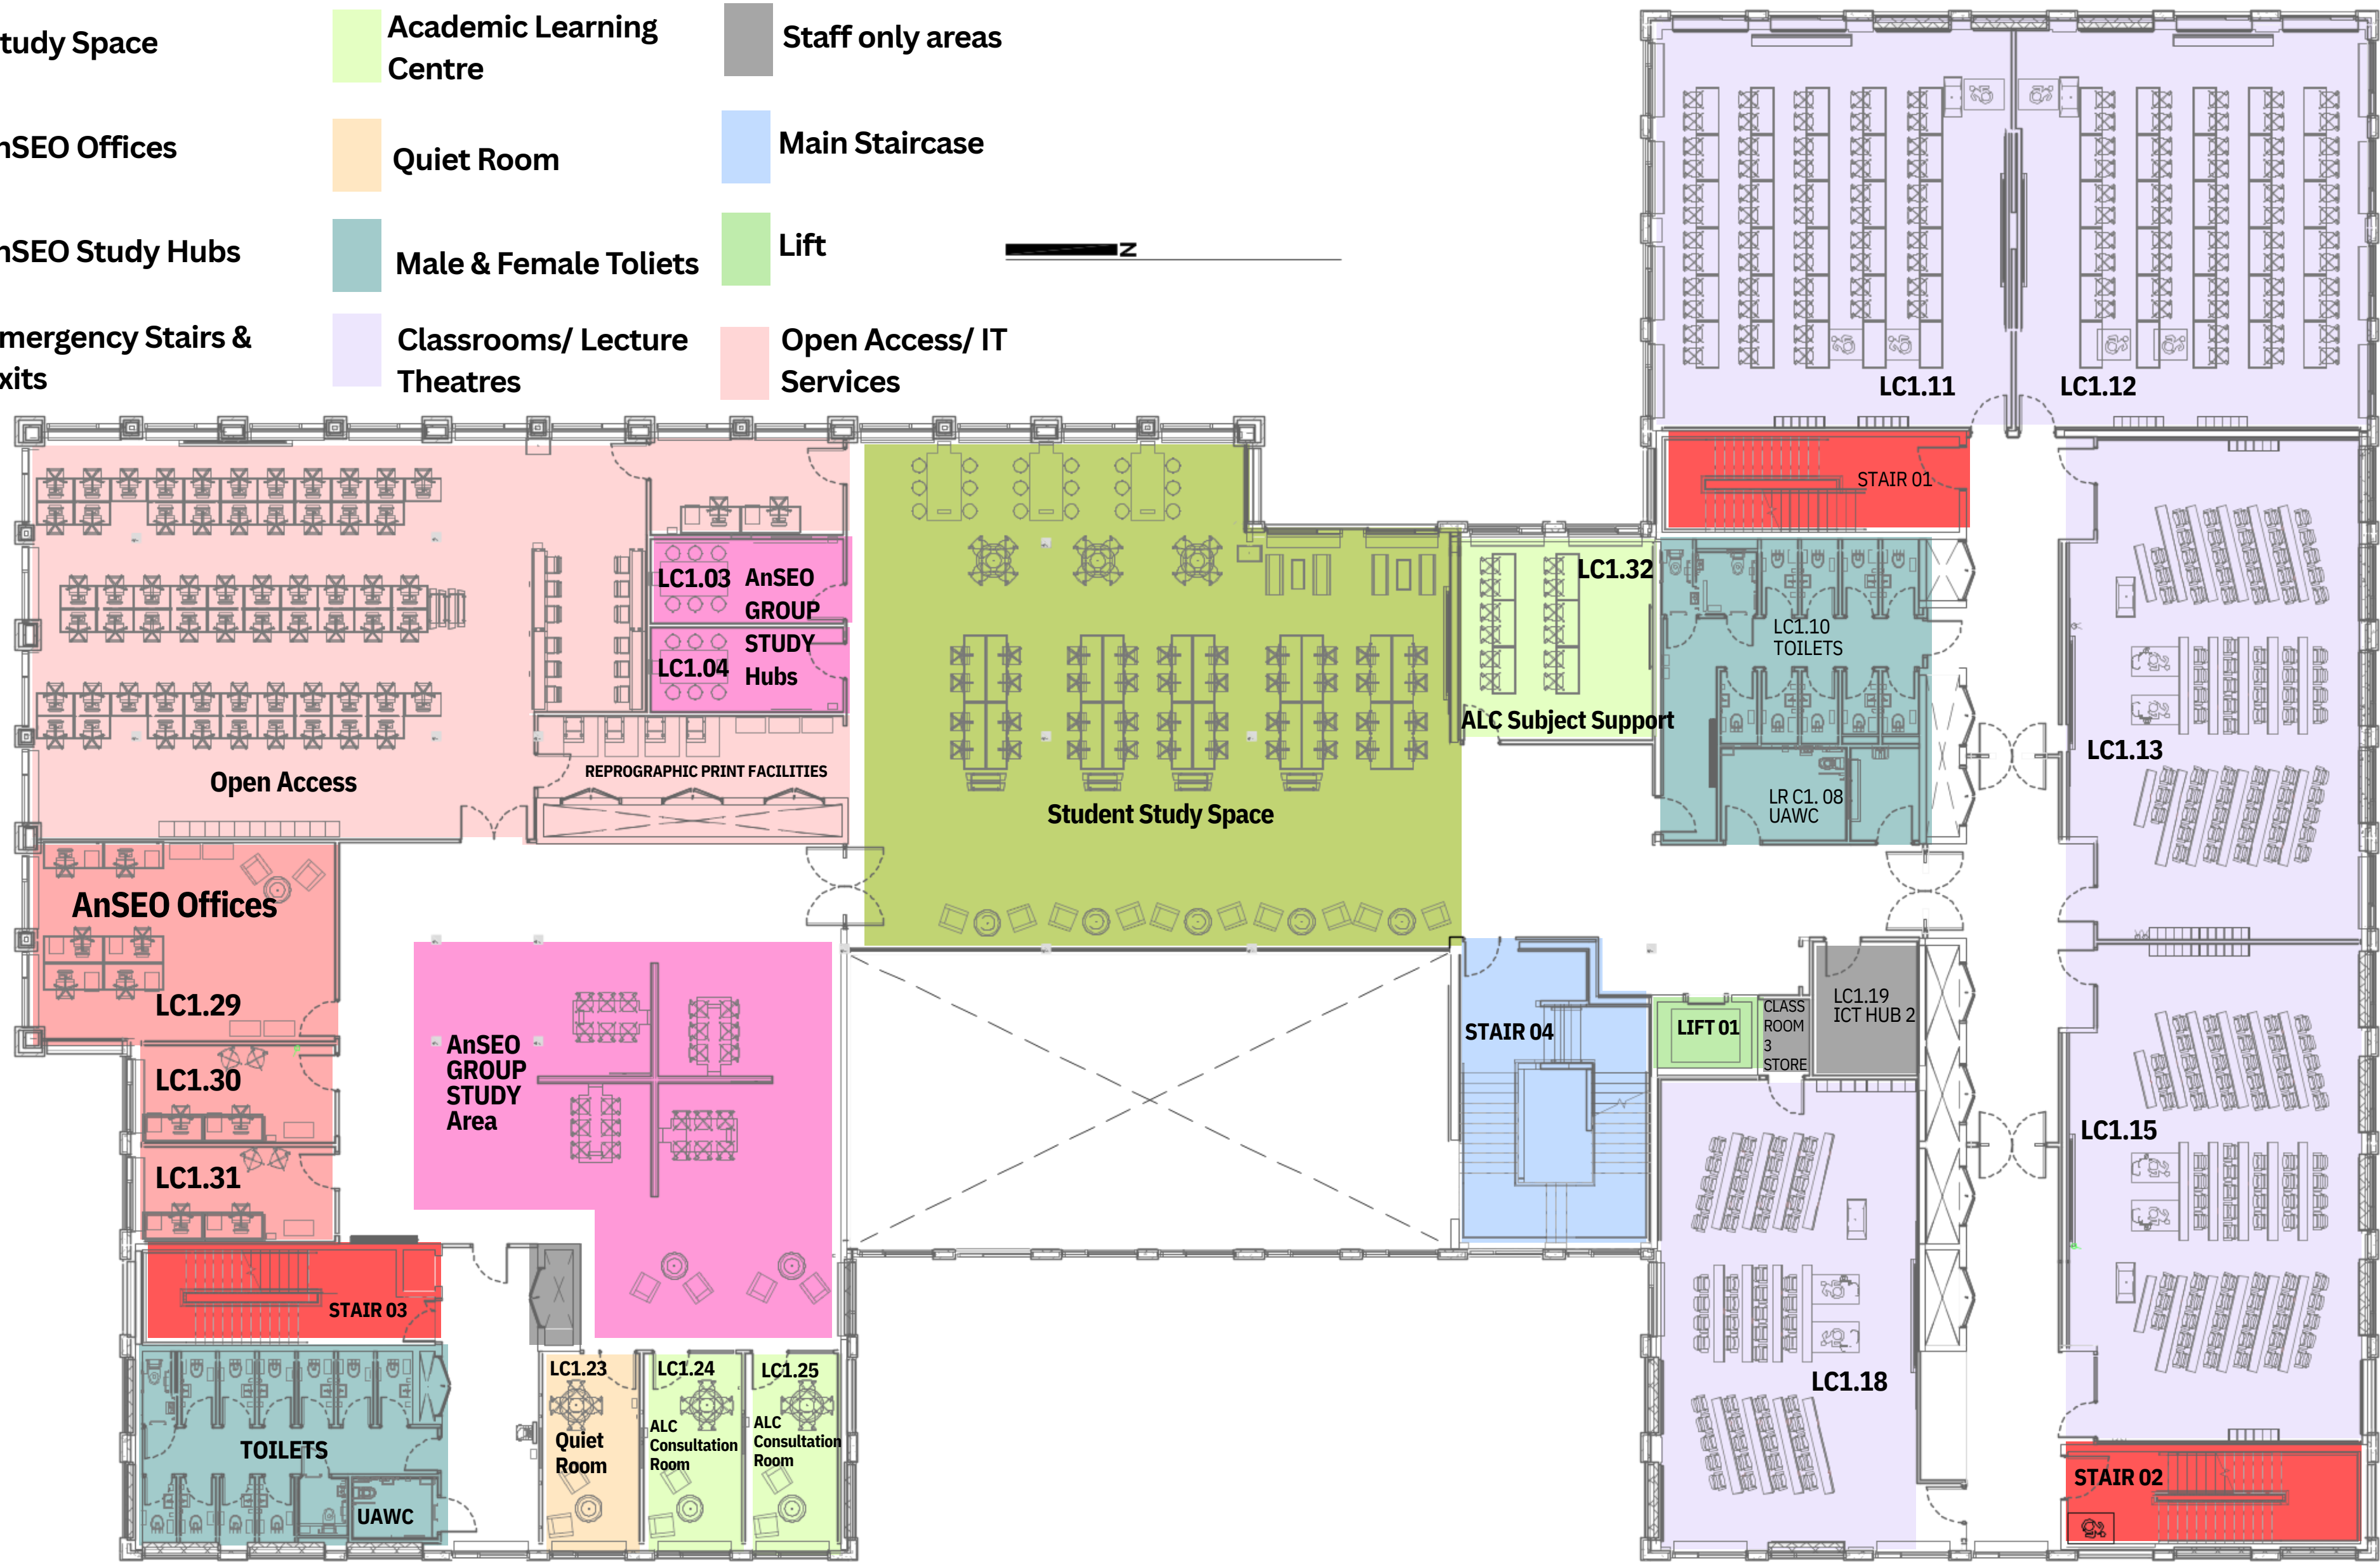 tudy Space
Academic Learning
Centre
Staff only areas
nSEO Offices
Quiet Room
Main Staircase
nSEO Study Hubs
Male & Female Toliets
Lift
N
mergency Stairs &
xits
Classrooms/ Lecture
Theatres
Open Access/ IT
Services
LC1.11
LC1.12
STAIR 01
LC1.03
AnSEO
GROUP
STUDY
Hubs
LC1.04
LC1.32
ALC Subject Support
LC1.10
TOILETS
LC1.13
Open Access
REPROGRAPHIC PRINT FACILITIES
Student Study Space
LR C1. 08
UAWC
AnSEO Offices
LC1.29
AnSEO
GROUP
STUDY
Area
STAIR 04
LIFT 01
CLASS
ROOM
3
STORE
LC1.19
ICT HUB 2
LC1.30
LC1.31
LC1.15
STAIR 03
LC1.23
Quiet
Room
LC1.24
ALC
Consultation
Room
LC1.25
ALC
Consultation
Room
LC1.18
TOILETS
UAWC
STAIR 02